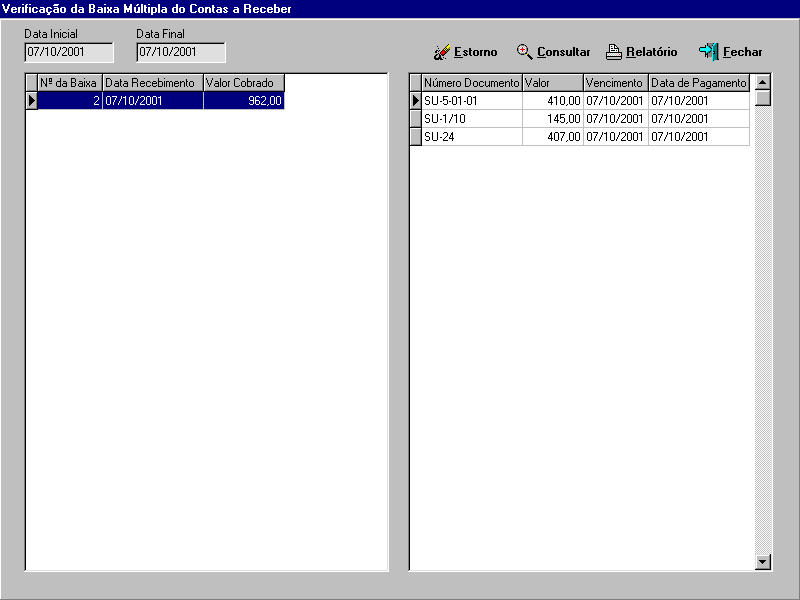 Verificação da Baixa Múltipla do Contas a Receber
Data Inicial Data Final
07/10/2001 07/10/2001
Estorno Consultar Relatório Fechar
Nº da Baixa Data Recebimento Valor Cobrado
2 07/10/2001 962,00
Número Documento Valor Vencimento Data de Pagamento
SU-5-01-01 410,00 07/10/2001 07/10/2001
SU-1/10 145,00 07/10/2001 07/10/2001
SU-24 407,00 07/10/2001 07/10/2001